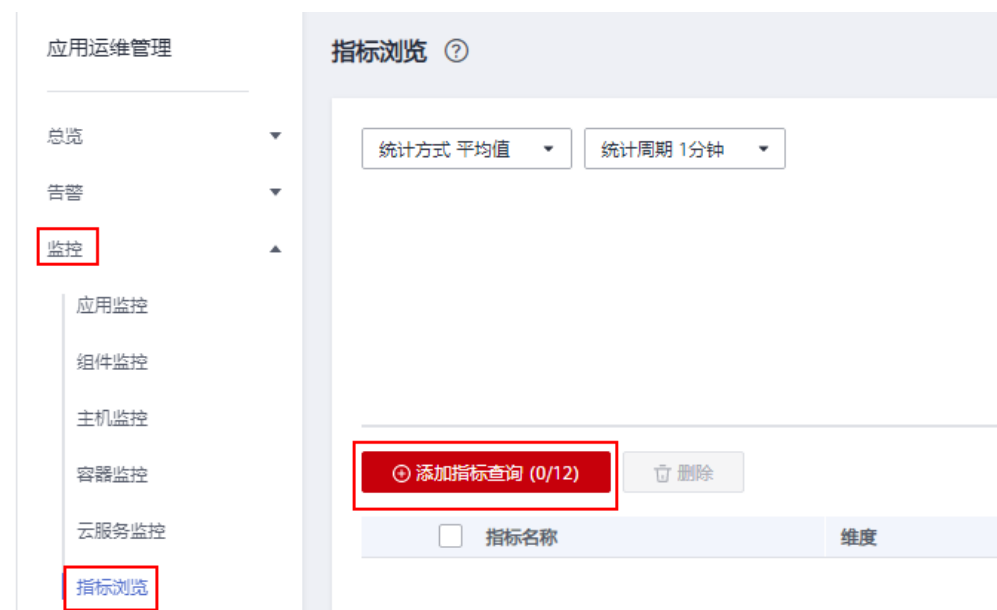 应用运维管理
总览
告警
监控
应用监控
组件监控
主机监控
容器监控
云服务监控
指标浏览
指标浏览 ?
统计方式 平均值 统计周期 1分钟
添加指标查询 (0/12) 删除
指标名称 维度